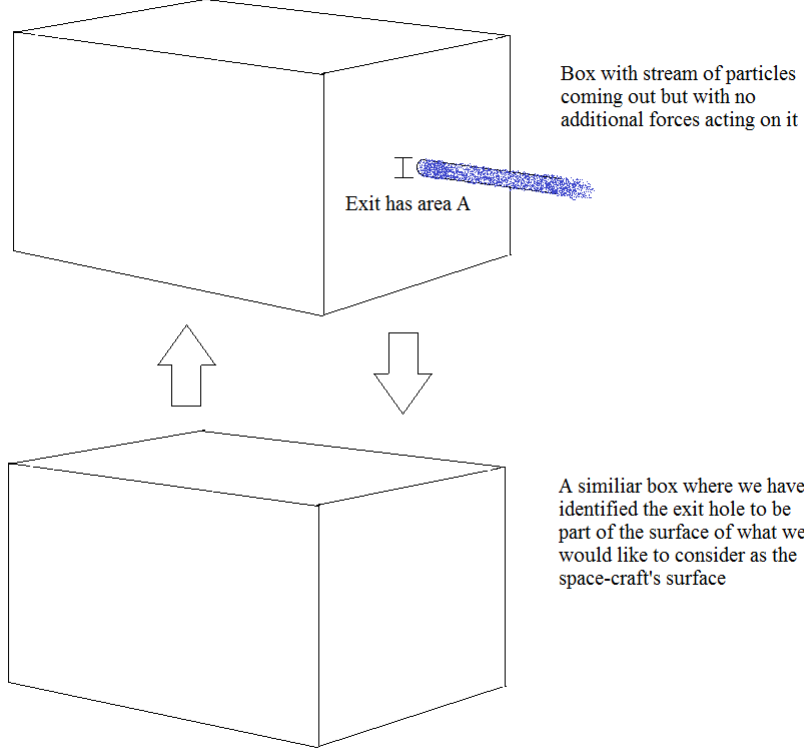 Box with stream of particles
coming out but with no
additional forces acting on it
Exit has area A
A similiar box where we have
identified the exit hole to be
part of the surface of what we
would like to consider as the
space-craft's surface